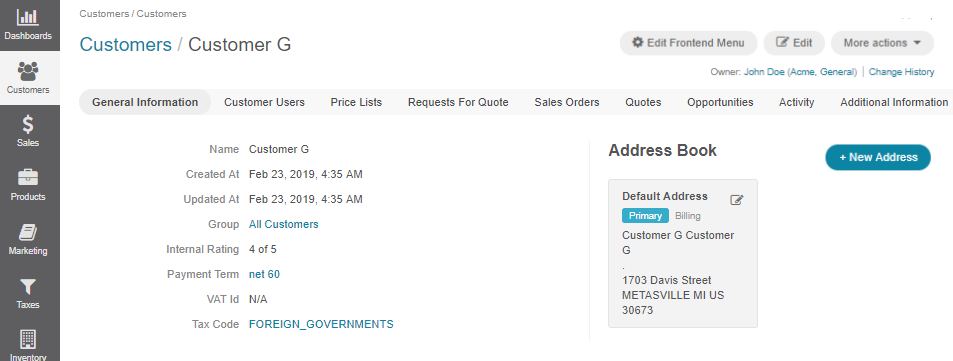 Dashboards
Customers
Sales
Products
Marketing
Taxes
Inventory
Customers / Customers
Customers / Customer G
Edit Frontend Menu
Edit
More actions
Owner: John Doe (Acme, General) | Change History
General Information Customer Users Price Lists Requests For Quote Sales Orders Quotes Opportunities Activity Additional Information
Name Customer G
Created At Feb 23, 2019, 4:35 AM
Updated At Feb 23, 2019, 4:35 AM
Group All Customers
Internal Rating 4 of 5
Payment Term net 60
VAT Id N/A
Tax Code FOREIGN_GOVERNMENTS
Address Book
+ New Address
Default Address
Primary Billing
Customer G Customer
G
.
1703 Davis Street
METASVILLE MI US
30673